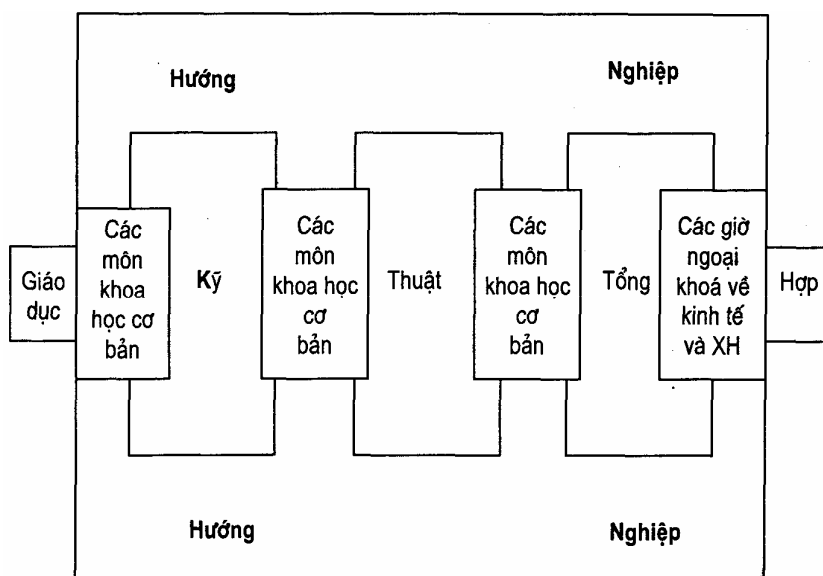 Hướng
Nghiệp
Giáo
dục
Các
môn
khoa
học cơ
bản
Kỹ
Các
môn
khoa học
cơ
bản
Thuật
Các
môn
khoa học
cơ
bản
Tổng
Các giờ
ngoại
khoá về
kinh tế
và XH
Hợp
Hướng
Nghiệp